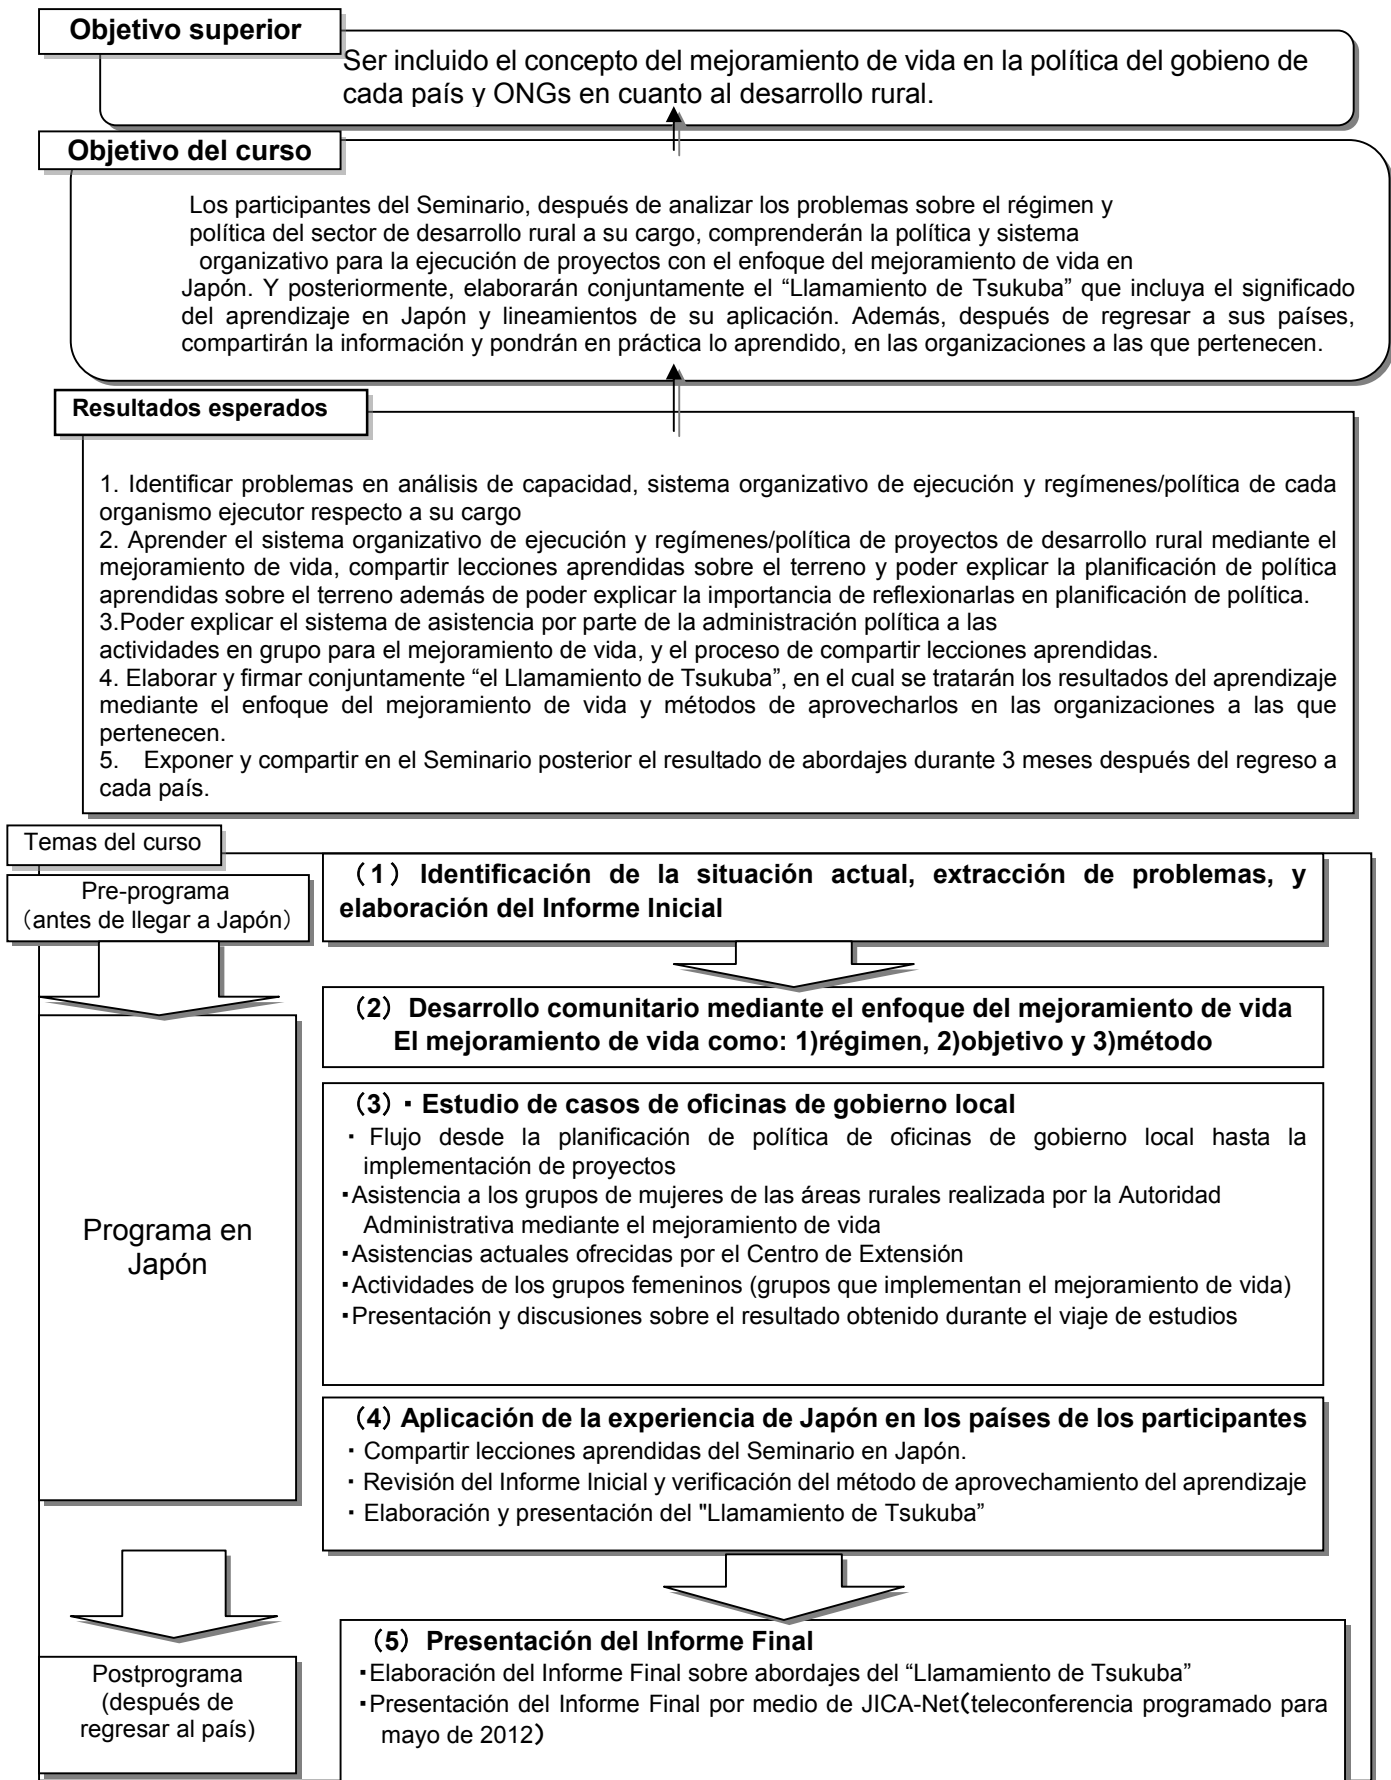 Objetivo superior
Ser incluido el concepto del mejoramiento de vida en la política del gobieno de
cada país y ONGs en cuanto al desarrollo rural.
Objetivo del curso
Los participantes del Seminario, después de analizar los problemas sobre el régimen y
política del sector de desarrollo rural a su cargo, comprenderán la política y sistema
organizativo para la ejecución de proyectos con el enfoque del mejoramiento de vida en
Japón. Y posteriormente, elaborarán conjuntamente el “Llamamiento de Tsukuba” que incluya el significado
del aprendizaje en Japón y lineamientos de su aplicación. Además, después de regresar a sus países,
compartirán la información y pondrán en práctica lo aprendido, en las organizaciones a las que pertenecen.
Resultados esperados
1. Identificar problemas en análisis de capacidad, sistema organizativo de ejecución y regímenes/política de cada
organismo ejecutor respecto a su cargo
2. Aprender el sistema organizativo de ejecución y regímenes/política de proyectos de desarrollo rural mediante el
mejoramiento de vida, compartir lecciones aprendidas sobre el terreno y poder explicar la planificación de política
aprendidas sobre el terreno además de poder explicar la importancia de reflexionarlas en planificación de política.
3.Poder explicar el sistema de asistencia por parte de la administración política a las
actividades en grupo para el mejoramiento de vida, y el proceso de compartir lecciones aprendidas.
4. Elaborar y firmar conjuntamente “el Llamamiento de Tsukuba”, en el cual se tratarán los resultados del aprendizaje
mediante el enfoque del mejoramiento de vida y métodos de aprovecharlos en las organizaciones a las que
pertenecen.
5. Exponer y compartir en el Seminario posterior el resultado de abordajes durante 3 meses después del regreso a
cada país.
Temas del curso
Pre-programa
（antes de llegar a Japón）
（1） Identificación de la situación actual, extracción de problemas, y
elaboración del Informe Inicial
（2） Desarrollo comunitario mediante el enfoque del mejoramiento de vida
El mejoramiento de vida como: 1)régimen, 2)objetivo y 3)método
Programa en
Japón
（3）・Estudio de casos de oficinas de gobierno local
・Flujo desde la planificación de política de oficinas de gobierno local hasta la
implementación de proyectos
・Asistencia a los grupos de mujeres de las áreas rurales realizada por la Autoridad
Administrativa mediante el mejoramiento de vida
・Asistencias actuales ofrecidas por el Centro de Extensión
・Actividades de los grupos femeninos (grupos que implementan el mejoramiento de vida)
・Presentación y discusiones sobre el resultado obtenido durante el viaje de estudios
（4）Aplicación de la experiencia de Japón en los países de los participantes
・Compartir lecciones aprendidas del Seminario en Japón.
・Revisión del Informe Inicial y verificación del método de aprovechamiento del aprendizaje
・Elaboración y presentación del "Llamamiento de Tsukuba”
Postprograma
(después de
regresar al país)
（5） Presentación del Informe Final
・Elaboración del Informe Final sobre abordajes del “Llamamiento de Tsukuba”
・Presentación del Informe Final por medio de JICA-Net（teleconferencia programado para
mayo de 2012）